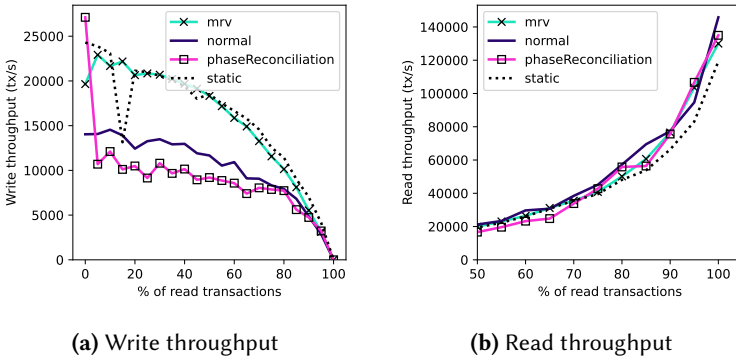 25000
20000
15000
10000
5000
0
Write throughput (tx/s)
mrv
normal
phaseReconciliation
static
0 20 40 60 80 100
% of read transactions
140000
120000
100000
80000
60000
40000
20000
0
Read throughput (tx/s)
mrv
normal
phaseReconciliation
static
50 60 70 80 90 100
% of read transactions
(a) Write throughput
(b) Read throughput